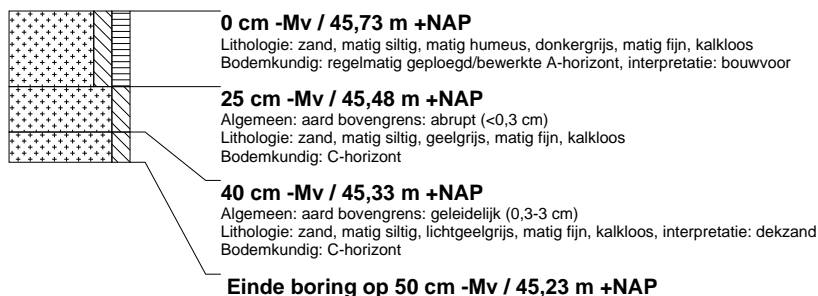 0 cm -Mv / 45,73 m +NAP
Lithologie: zand, matig siltig, matig humeus, donkergrijs, matig fijn, kalkloos
Bodemkundig: regelmatig geploegd/bewerkte A-horizont, interpretatie: bouwvoor
25 cm -Mv / 45,48 m +NAP
Algemeen: aard bovengrens: abrupt (<0,3 cm)
Lithologie: zand, matig siltig, geelgrijs, matig fijn, kalkloos
Bodemkundig: C-horizont
40 cm -Mv / 45,33 m +NAP
Algemeen: aard bovengrens: geleidelijk (0,3-3 cm)
Lithologie: zand, matig siltig, lichtgeelgrijs, matig fijn, kalkloos, interpretatie: dekzand
Bodemkundig: C-horizont
Einde boring op 50 cm -Mv / 45,23 m +NAP